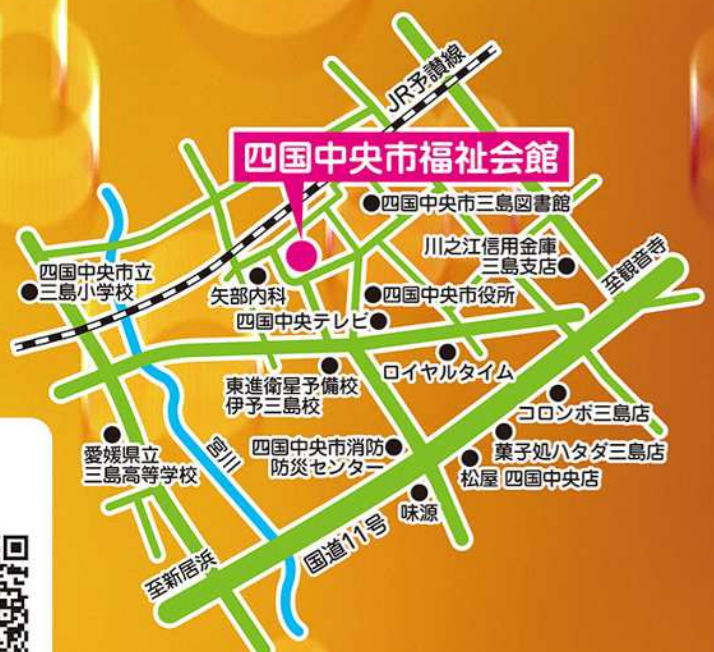 JR予讃線
四国中央市福祉会館
四国中央市三島図書館
川之江信用金庫
三島支店
至観音寺
四国中央市立
三島小学校
矢部内科
四国中央市役所
四国中央テレビ
東進衛星予備校
伊予三島校
ロイヤルタイム
コロンボ三島店
愛媛県立
三島高等学校
宮川
四国中央市消防
防災センター
菓子処ハタダ三島店
松屋 四国中央店
味源
国道11号
至新居浜